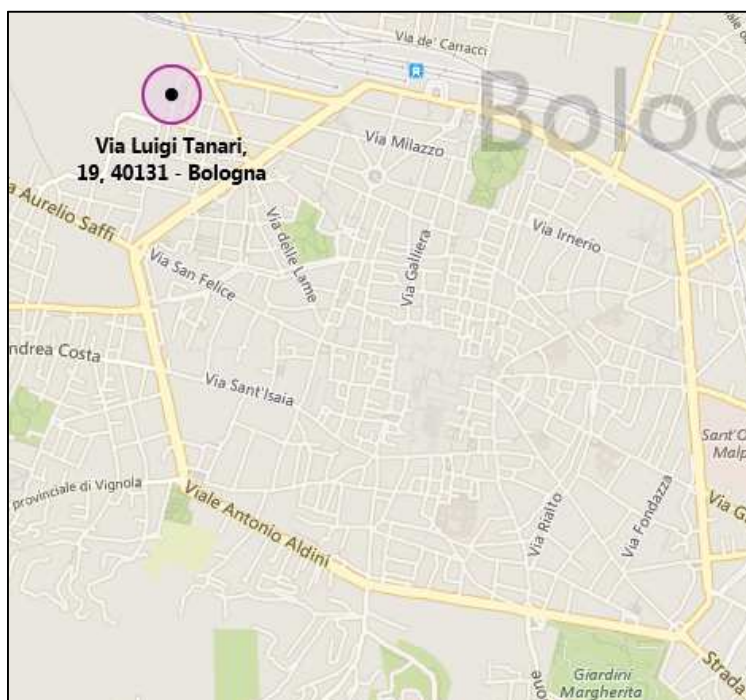 Via de' Carracci
Bolog
Via Luigi Tanari,
19, 40131 - Bologna
Via Milazzo
a Aurelio Saffi
Via Irnerio
Via delle Lame
Via Galliera
Via San Felice
ndrea Costa
Via Sant'Isaia
Sant'O
Malp
provinciale di Vignola
Viale Antonio Aldini
Via Rialto
Via Fondazza
Via G
Giardini
Margherita
Strada
one
ale d